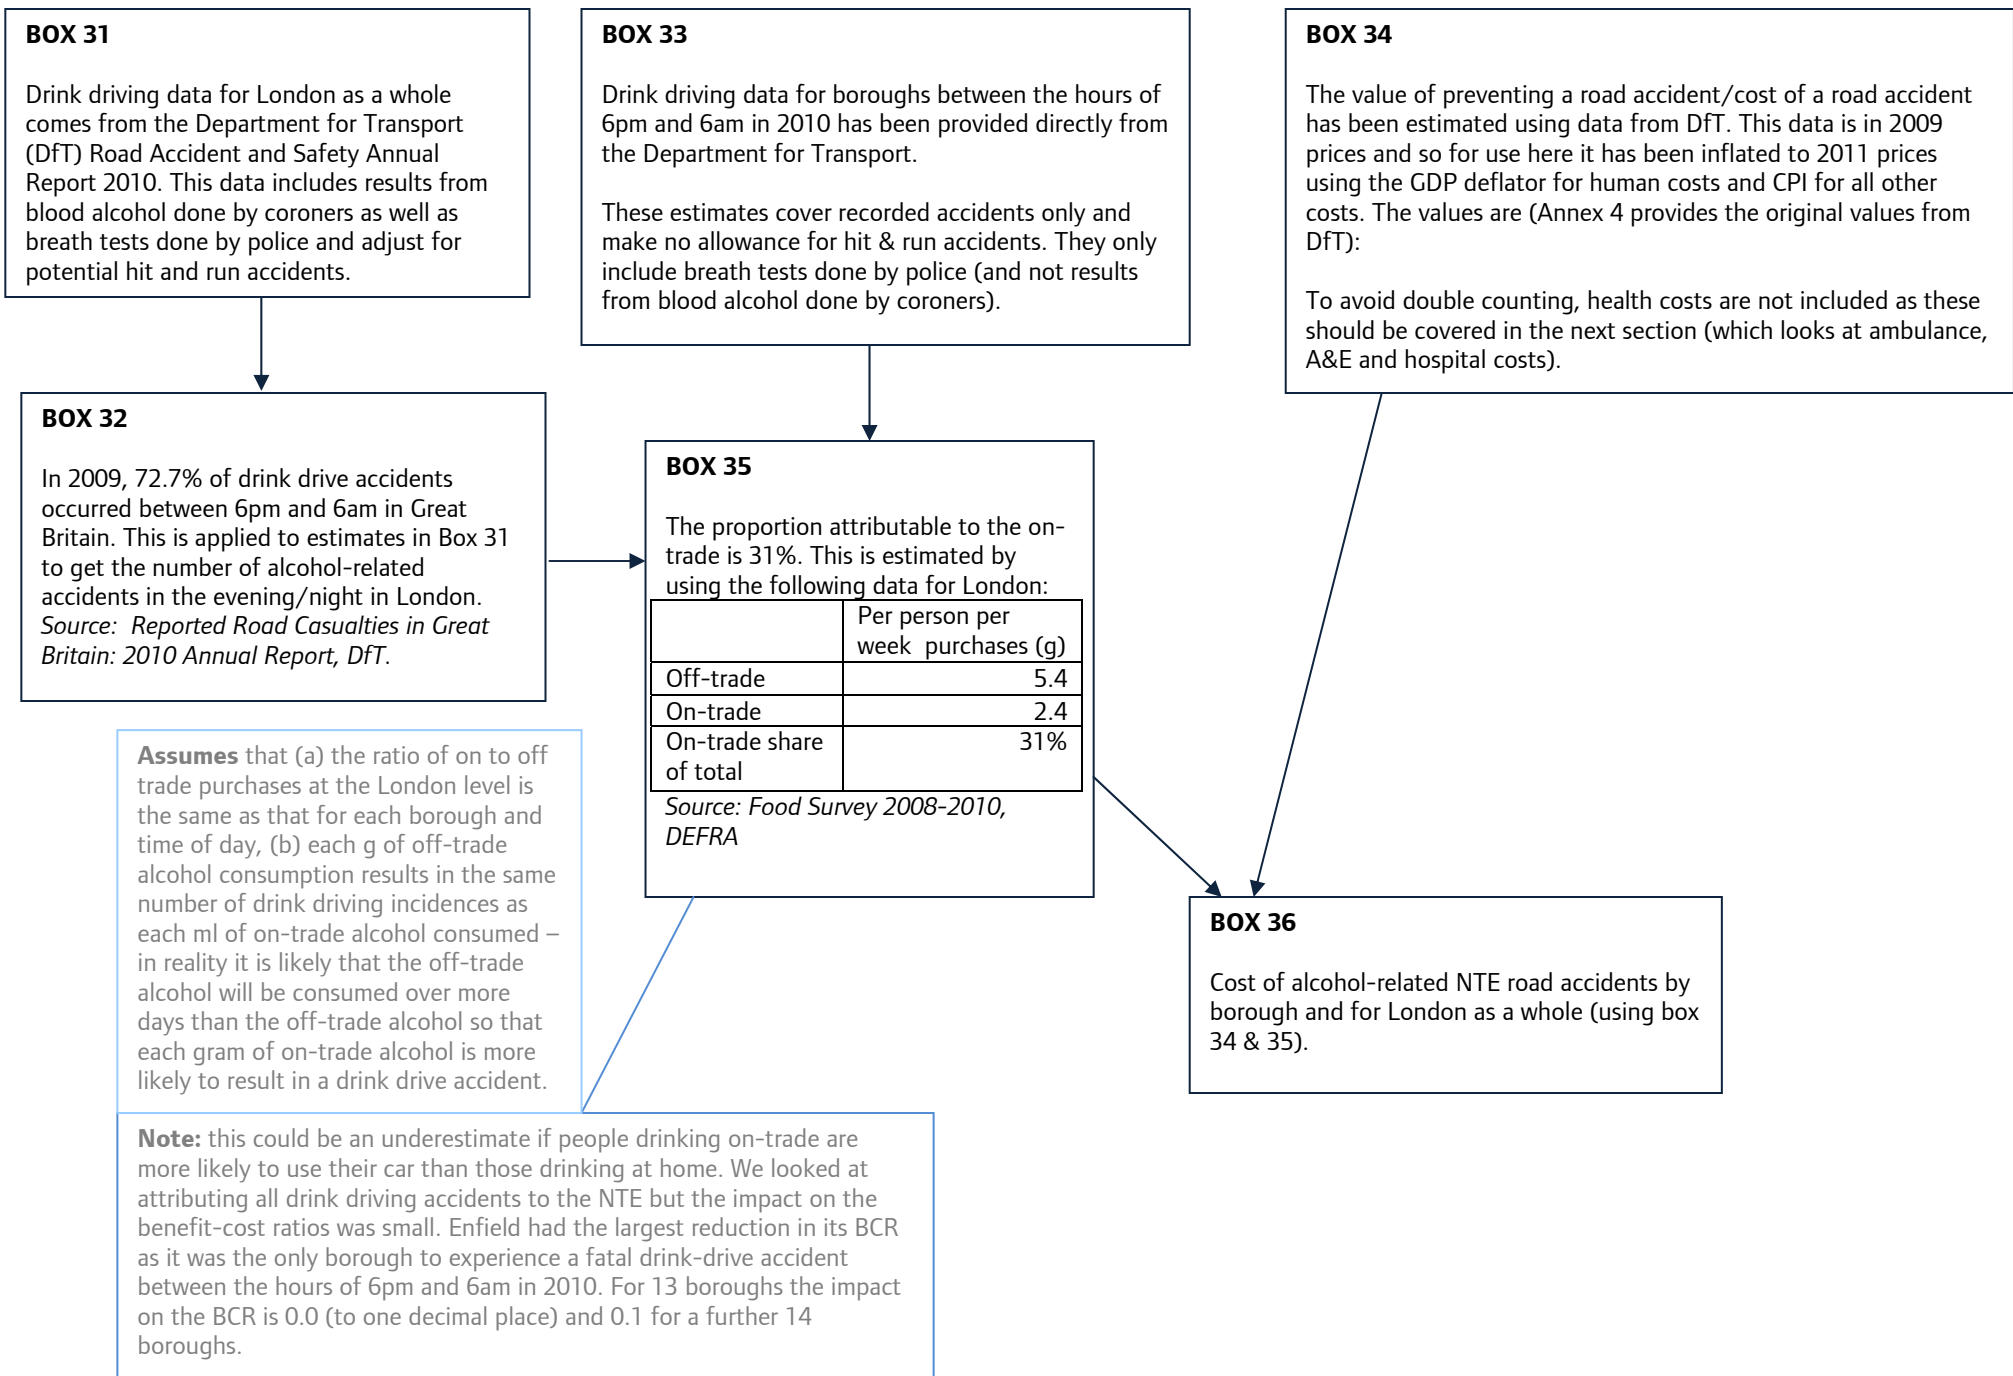 BOX 31
Drink driving data for London as a whole
comes from the Department for Transport
(DfT) Road Accident and Safety Annual
Report 2010. This data includes results from
blood alcohol done by coroners as well as
breath tests done by police and adjust for
potential hit and run accidents.
BOX 33
Drink driving data for boroughs between the hours of
6pm and 6am in 2010 has been provided directly from
the Department for Transport.
These estimates cover recorded accidents only and
make no allowance for hit & run accidents. They only
include breath tests done by police (and not results
from blood alcohol done by coroners).
BOX 34
The value of preventing a road accident/cost of a road accident
has been estimated using data from DfT. This data is in 2009
prices and so for use here it has been inflated to 2011 prices
using the GDP deflator for human costs and CPI for all other
costs. The values are (Annex 4 provides the original values from
DfT):
To avoid double counting, health costs are not included as these
should be covered in the next section (which looks at ambulance,
A&E and hospital costs).
BOX 32
In 2009, 72.7% of drink drive accidents
occurred between 6pm and 6am in Great
Britain. This is applied to estimates in Box 31
to get the number of alcohol-related
accidents in the evening/night in London.
Source: Reported Road Casualties in Great
Britain: 2010 Annual Report, DfT.
BOX 35
The proportion attributable to the on-
trade is 31%. This is estimated by
using the following data for London:
Per person per
week purchases (g)
Off-trade 5.4
On-trade 2.4
On-trade share 31%
of total
Source: Food Survey 2008-2010,
DEFRA
Assumes that (a) the ratio of on to off
trade purchases at the London level is
the same as that for each borough and
time of day, (b) each g of off-trade
alcohol consumption results in the same
number of drink driving incidences as
each ml of on-trade alcohol consumed –
in reality it is likely that the off-trade
alcohol will be consumed over more
days than the off-trade alcohol so that
each gram of on-trade alcohol is more
likely to result in a drink drive accident.
BOX 36
Cost of alcohol-related NTE road accidents by
borough and for London as a whole (using box
34 & 35).
Note: this could be an underestimate if people drinking on-trade are
more likely to use their car than those drinking at home. We looked at
attributing all drink driving accidents to the NTE but the impact on the
benefit-cost ratios was small. Enfield had the largest reduction in its BCR
as it was the only borough to experience a fatal drink-drive accident
between the hours of 6pm and 6am in 2010. For 13 boroughs the impact
on the BCR is 0.0 (to one decimal place) and 0.1 for a further 14
boroughs.